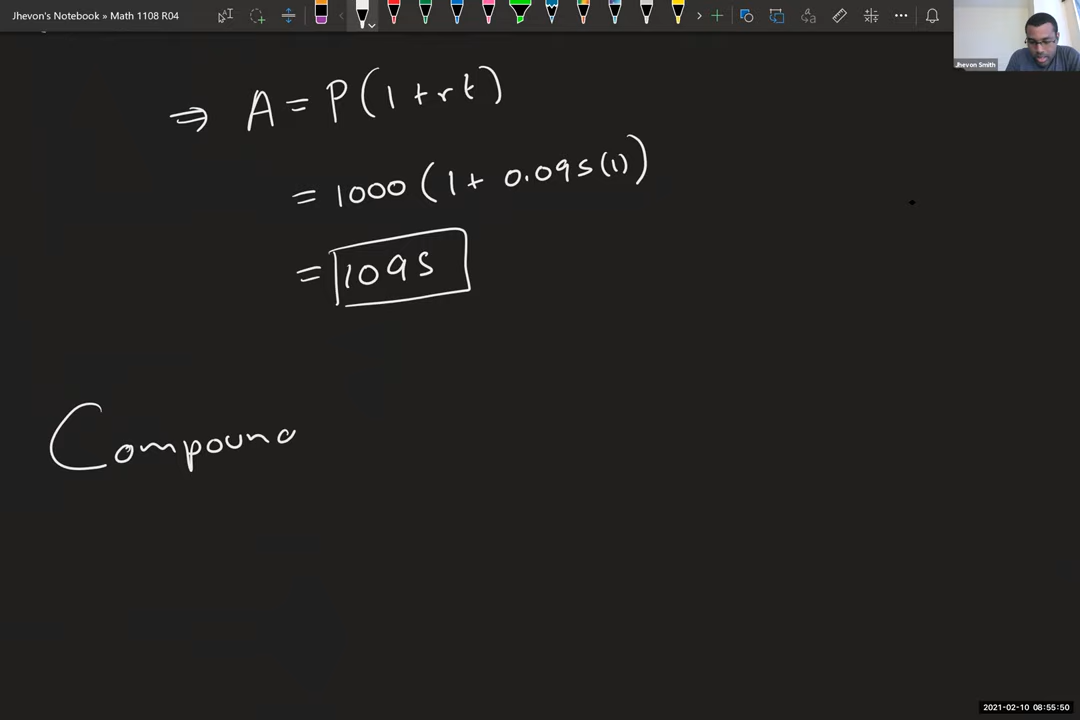 Jhevon's Notebook » Math 1108 R04
Jhevon Smith
⇒ A = P(1 + rt)
= 1000 (1 + 0.095(1))
= 1095
Compound
2021-02-10 08:55:50